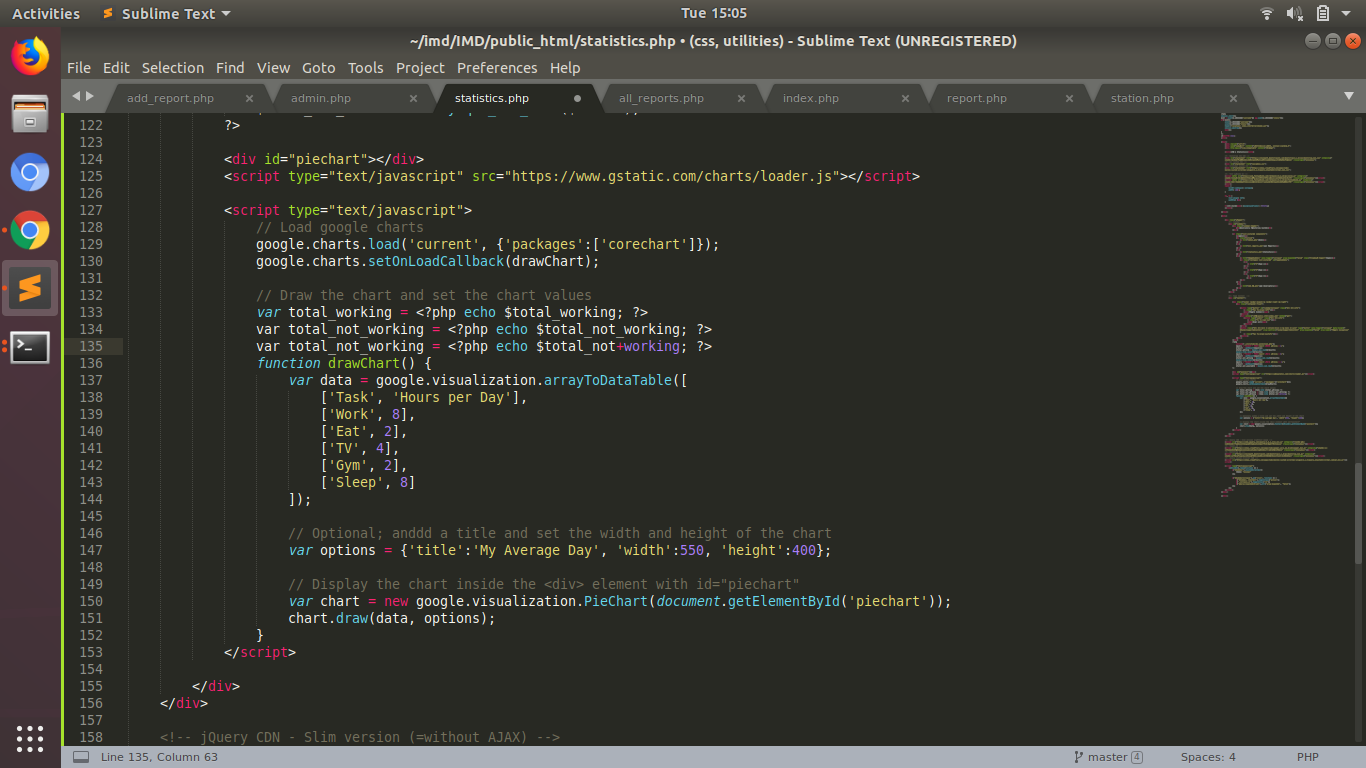 Activities Sublime Text Tue 15:05
~/imd/IMD/public_html/statistics.php • (css, utilities) - Sublime Text (UNREGISTERED)
File Edit Selection Find View Goto Tools Project Preferences Help
add_report.php admin.php statistics.php all_reports.php index.php report.php station.php
122 ?>
123
124 <div id="piechart"></div>
125 <script type="text/javascript" src="https://www.gstatic.com/charts/loader.js"></script>
126
127 <script type="text/javascript">
128 // Load google charts
129 google.charts.load('current', {'packages':['corechart']});
130 google.charts.setOnLoadCallback(drawChart);
131
132 // Draw the chart and set the chart values
133 var total_working = <?php echo $total_working; ?>
134 var total_not_working = <?php echo $total_not_working; ?>
135 var total_not_working = <?php echo $total_not+working; ?>
136 function drawChart() {
137 var data = google.visualization.arrayToDataTable([
138 ['Task', 'Hours per Day'],
139 ['Work', 8],
140 ['Eat', 2],
141 ['TV', 4],
142 ['Gym', 2],
143 ['Sleep', 8]
144 ]);
145
146 // Optional; anddd a title and set the width and height of the chart
147 var options = {'title':'My Average Day', 'width':550, 'height':400};
148
149 // Display the chart inside the <div> element with id="piechart"
150 var chart = new google.visualization.PieChart(document.getElementById('piechart'));
151 chart.draw(data, options);
152 }
153 </script>
154
155 </div>
156 </div>
157
158 <!-- jQuery CDN - Slim version (=without AJAX) -->
Line 135, Column 63 master 4 Spaces: 4 PHP